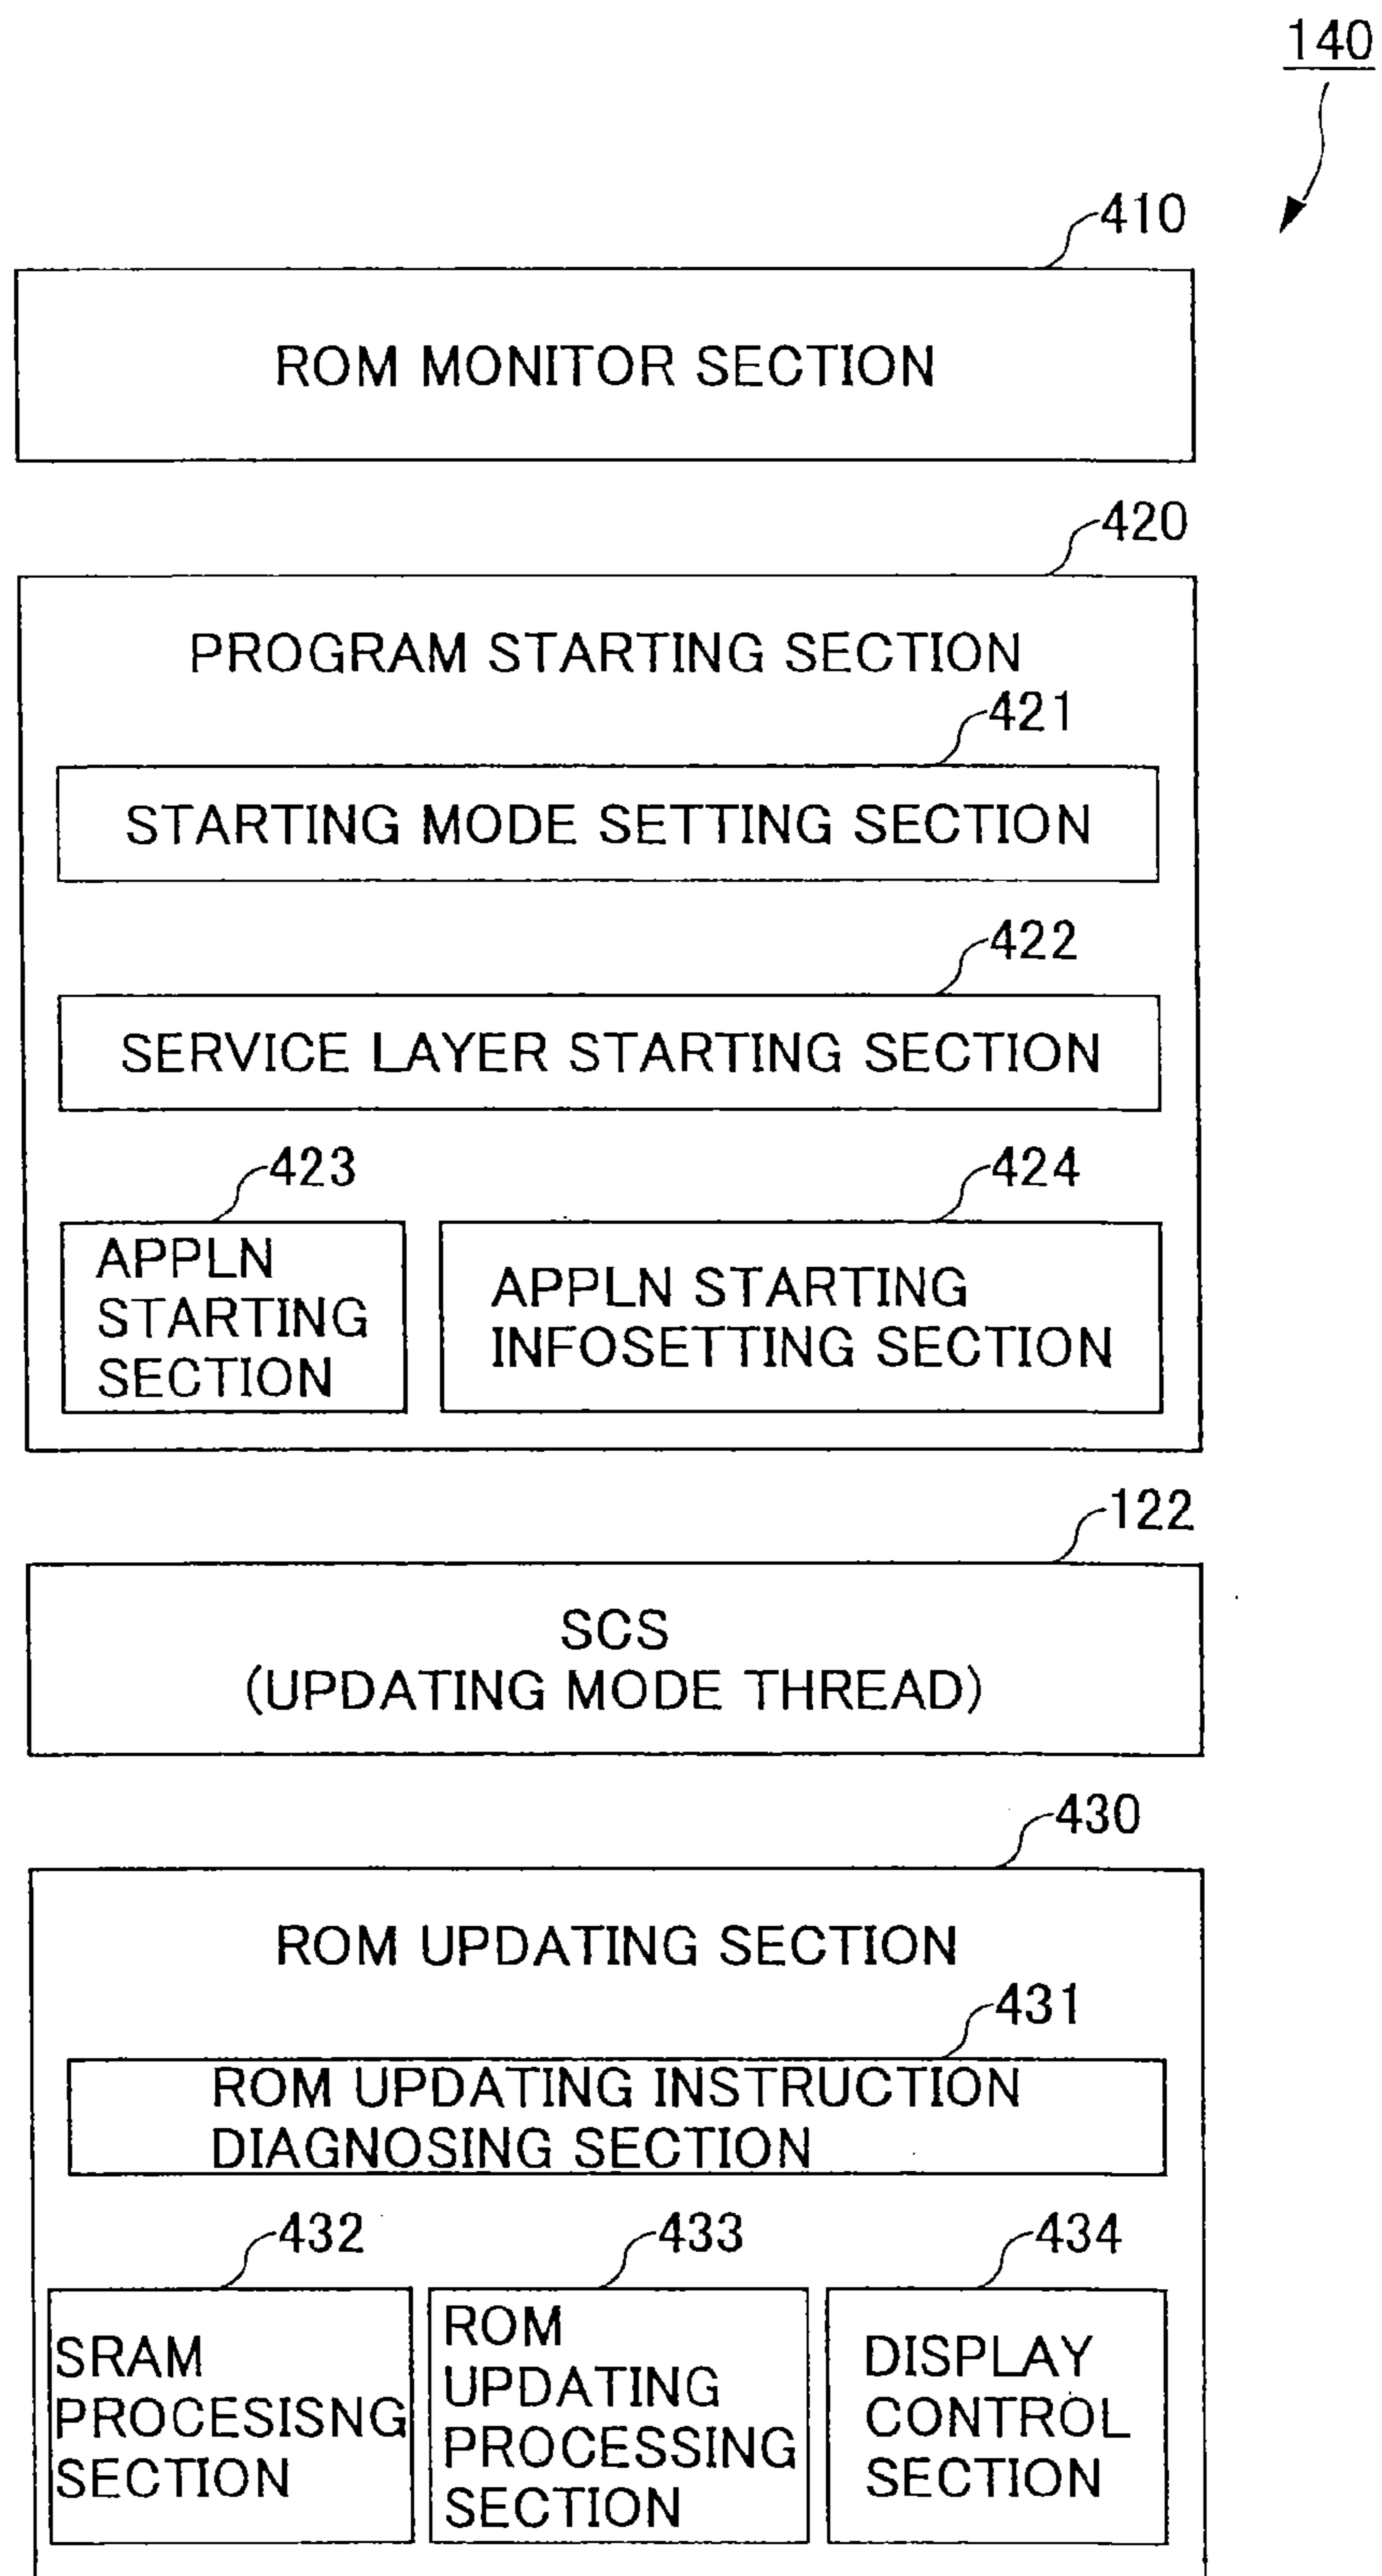 140
410
ROM MONITOR SECTION
420
PROGRAM STARTING SECTION
421
STARTING MODE SETTING SECTION
422
SERVICE LAYER STARTING SECTION
423
424
APPLN
STARTING
SECTION
APPLN STARTING
INFOSETTING SECTION
122
SCS
(UPDATING MODE THREAD)
430
ROM UPDATING SECTION
431
ROM UPDATING INSTRUCTION
DIAGNOSING SECTION
432
433
434
SRAM
PROCESISNG
SECTION
ROM
UPDATING
PROCESSING
SECTION
DISPLAY
CONTROL
SECTION